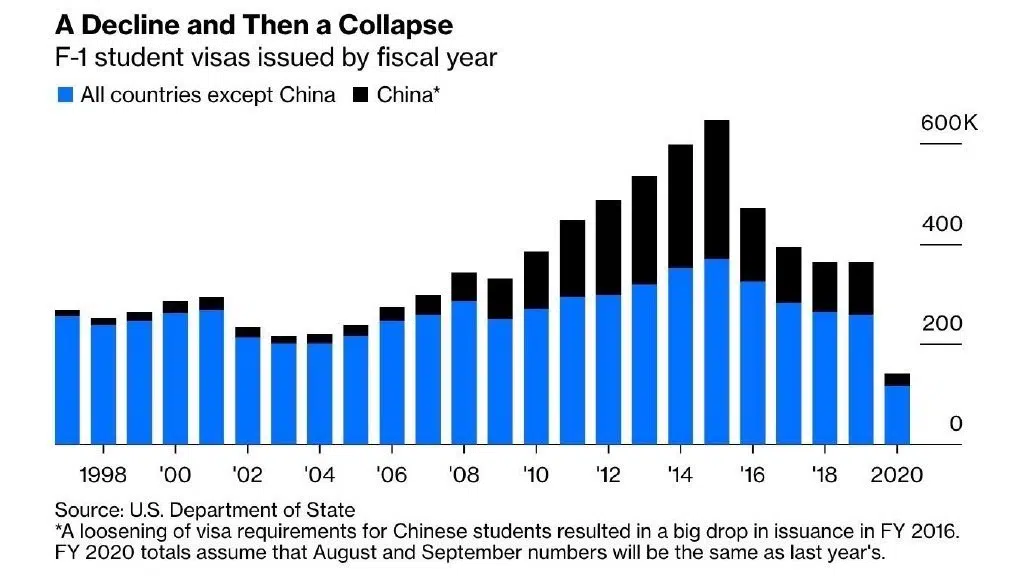 A Decline and Then a Collapse
F-1 student visas issued by fiscal year
All countries except China China*
600K
400
200
0
1998 '00 '02 '04 '06 '08 '10 '12 '14 '16 '18 2020
Source: U.S. Department of State
*A loosening of visa requirements for Chinese students resulted in a big drop in issuance in FY 2016.
FY 2020 totals assume that August and September numbers will be the same as last year's.